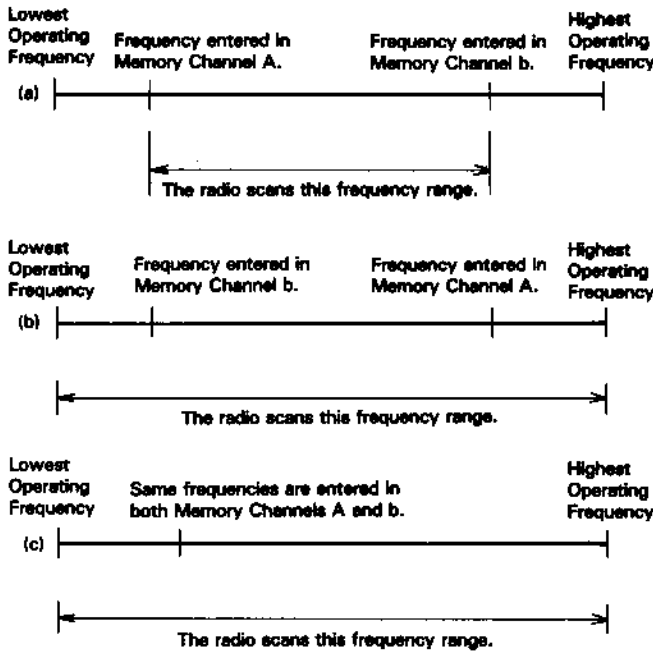 Lowest
Operating
Frequency
Frequency entered in
Memory Channel A.
Frequency entered in
Memory Channel b.
Highest
Operating
Frequency
(a)
The radio scans this frequency range.
Lowest
Operating
Frequency
Frequency entered in
Memory Channel b.
Frequency entered in
Memory Channel A.
Highest
Operating
Frequency
(b)
The radio scans this frequency range.
Lowest
Operating
Frequency
Same frequencies are entered in
both Memory Channels A and b.
Highest
Operating
Frequency
(c)
The radio scans this frequency range.